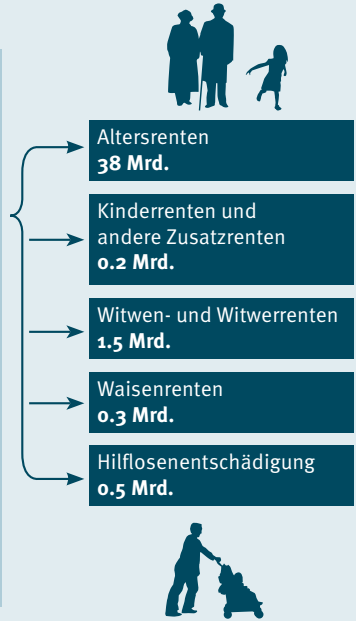 Altersrenten
38 Mrd.
Kinderrenten und
andere Zusatzrenten
0.2 Mrd.
Witwen- und Witwerrenten
1.5 Mrd.
Waisenrenten
0.3 Mrd.
Hilflosenentschädigung
0.5 Mrd.